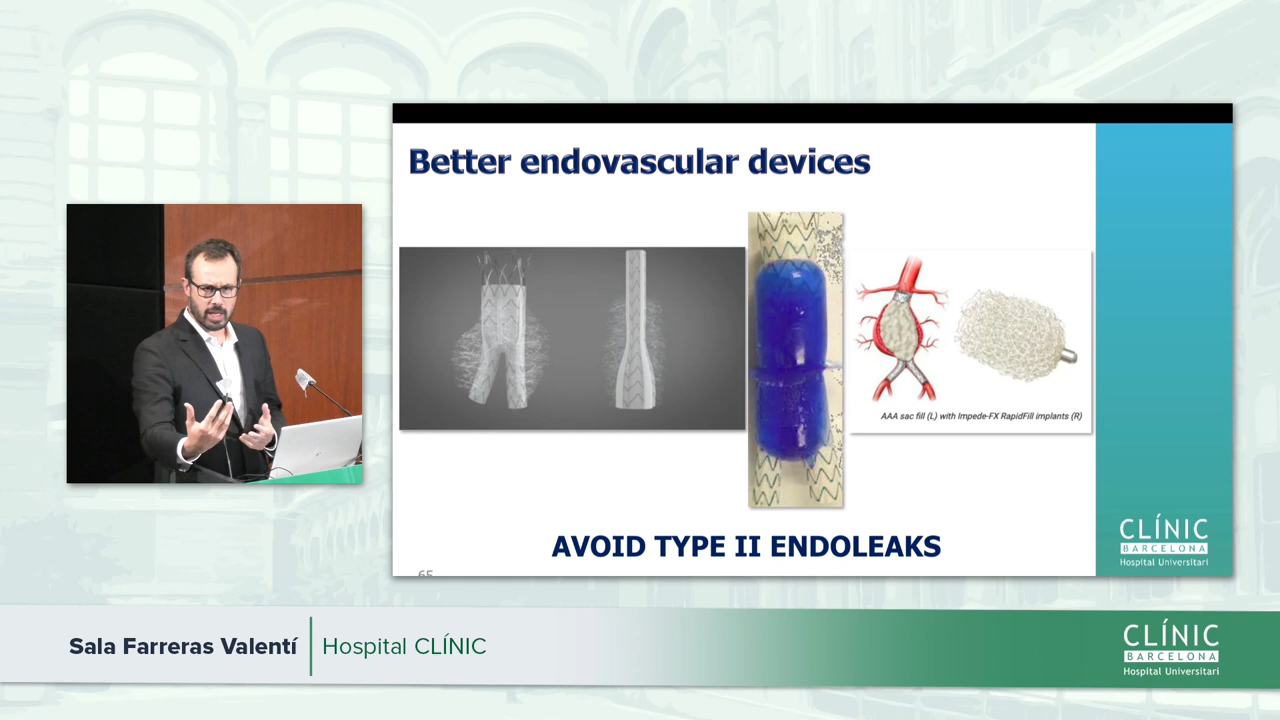 Better endovascular devices
AAA sac fill (L) with Impede-FX RapidFill implants (R)
AVOID TYPE II ENDOLEAKS
65
CLÍNIC
BARCELONA
Hospital Universitari
Sala Farreras Valentí
Hospital CLÍNIC
CLÍNIC
BARCELONA
Hospital Universitari